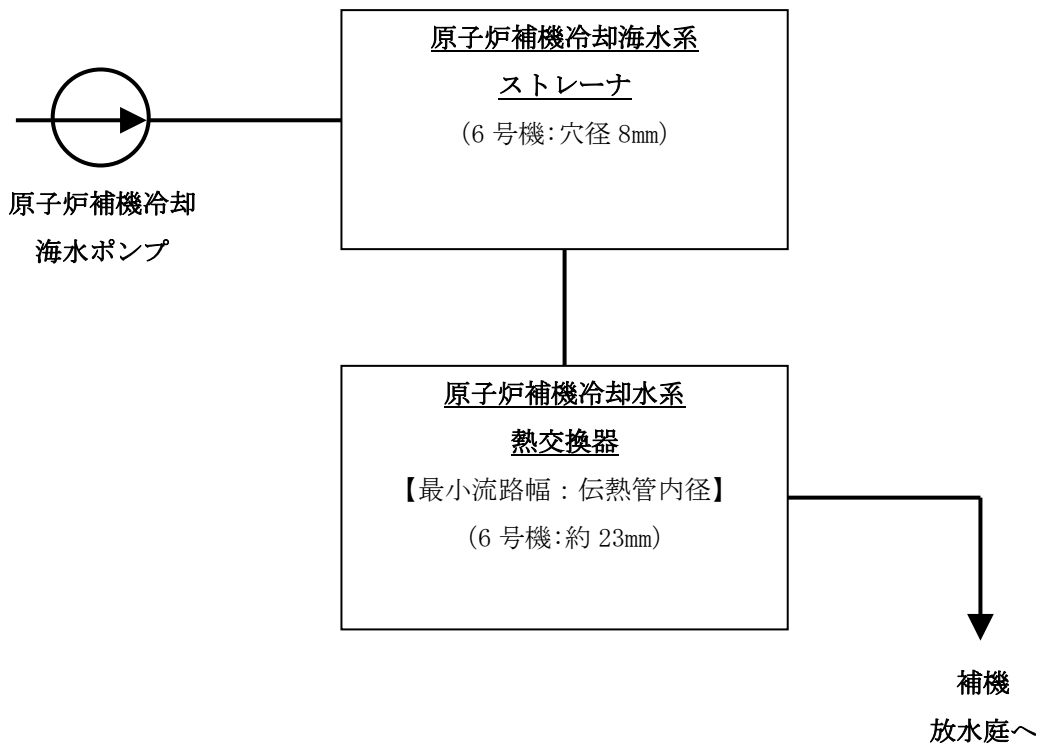 原子炉補機冷却海水系
ストレーナ
(6 号機:穴径 8mm)
原子炉補機冷却
海水ポンプ
原子炉補機冷却水系
熱交換器
【最小流路幅：伝熱管内径】
(6 号機:約 23mm)
補機
放水庭へ